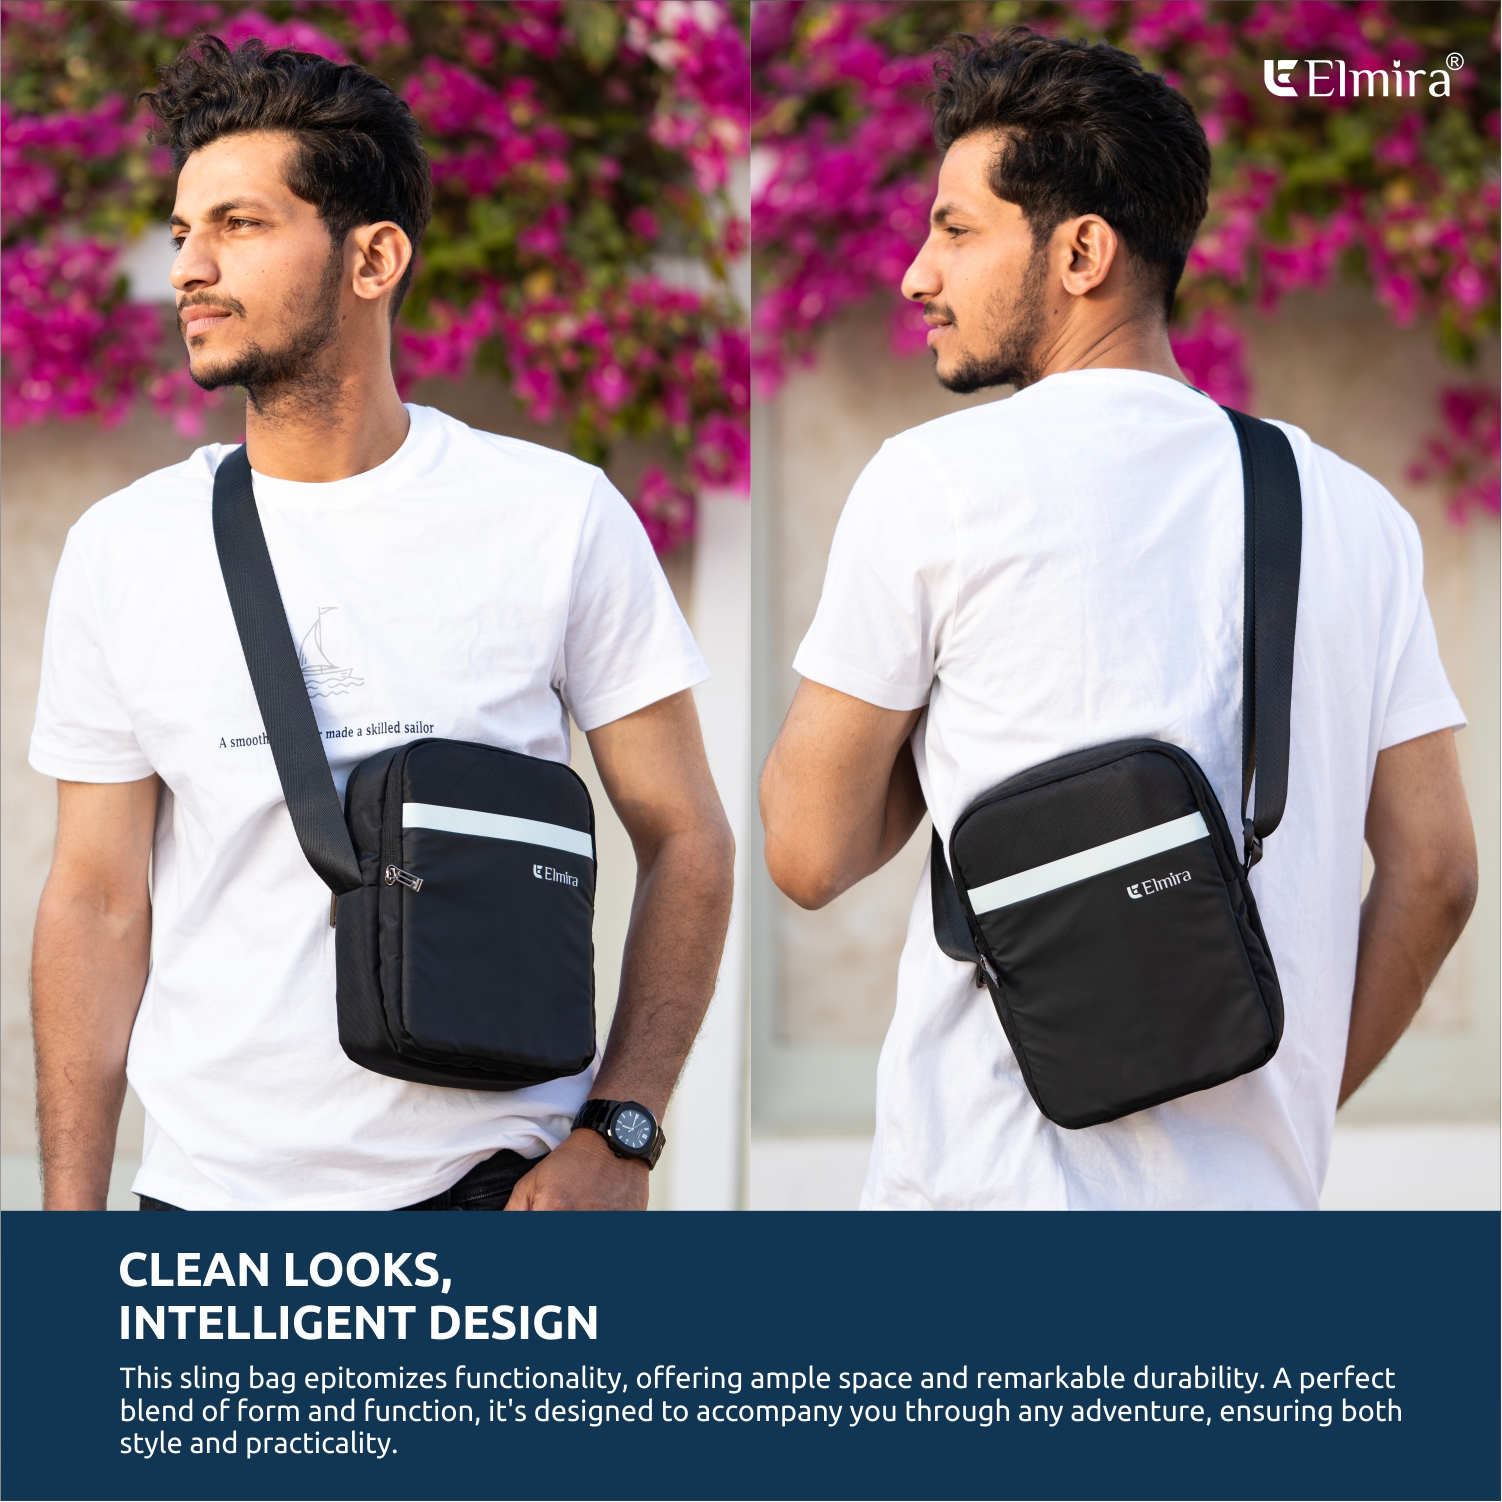 Elmira®
A smooth made a skilled sailor
Elmira
Elmira
CLEAN LOOKS,
INTELLIGENT DESIGN
This sling bag epitomizes functionality, offering ample space and remarkable durability. A perfect
blend of form and function, it's designed to accompany you through any adventure, ensuring both
style and practicality.